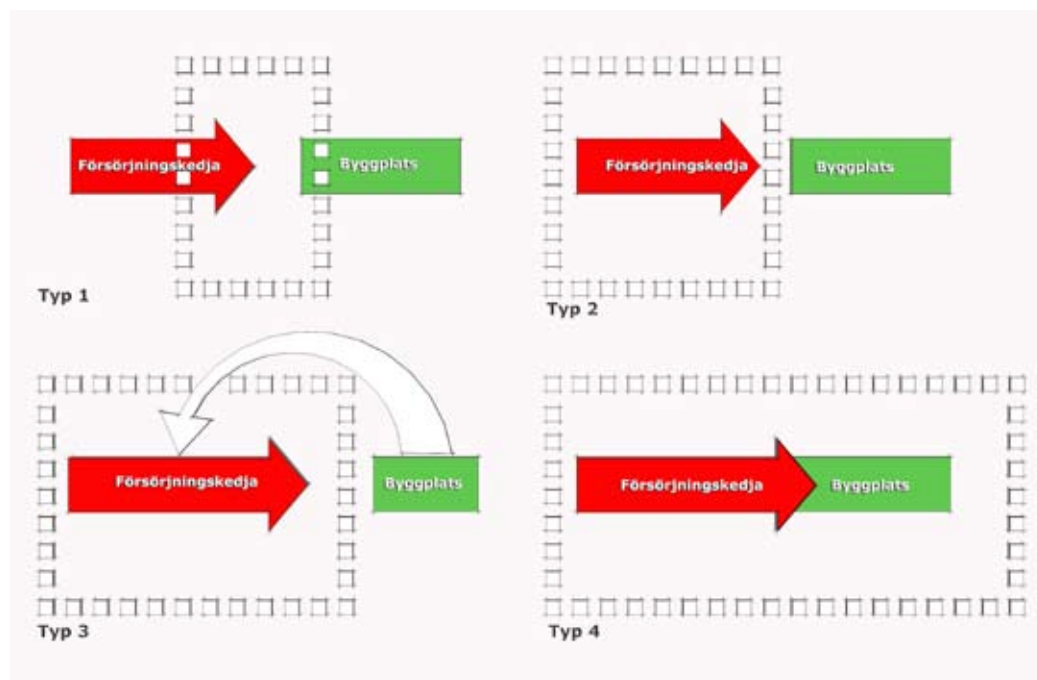 Försörjningskedja
Byggplats
Typ 1
Försörjningskedja
Byggplats
Typ 2
Försörjningskedja
Byggplats
Typ 3
Försörjningskedja
Byggplats
Typ 4